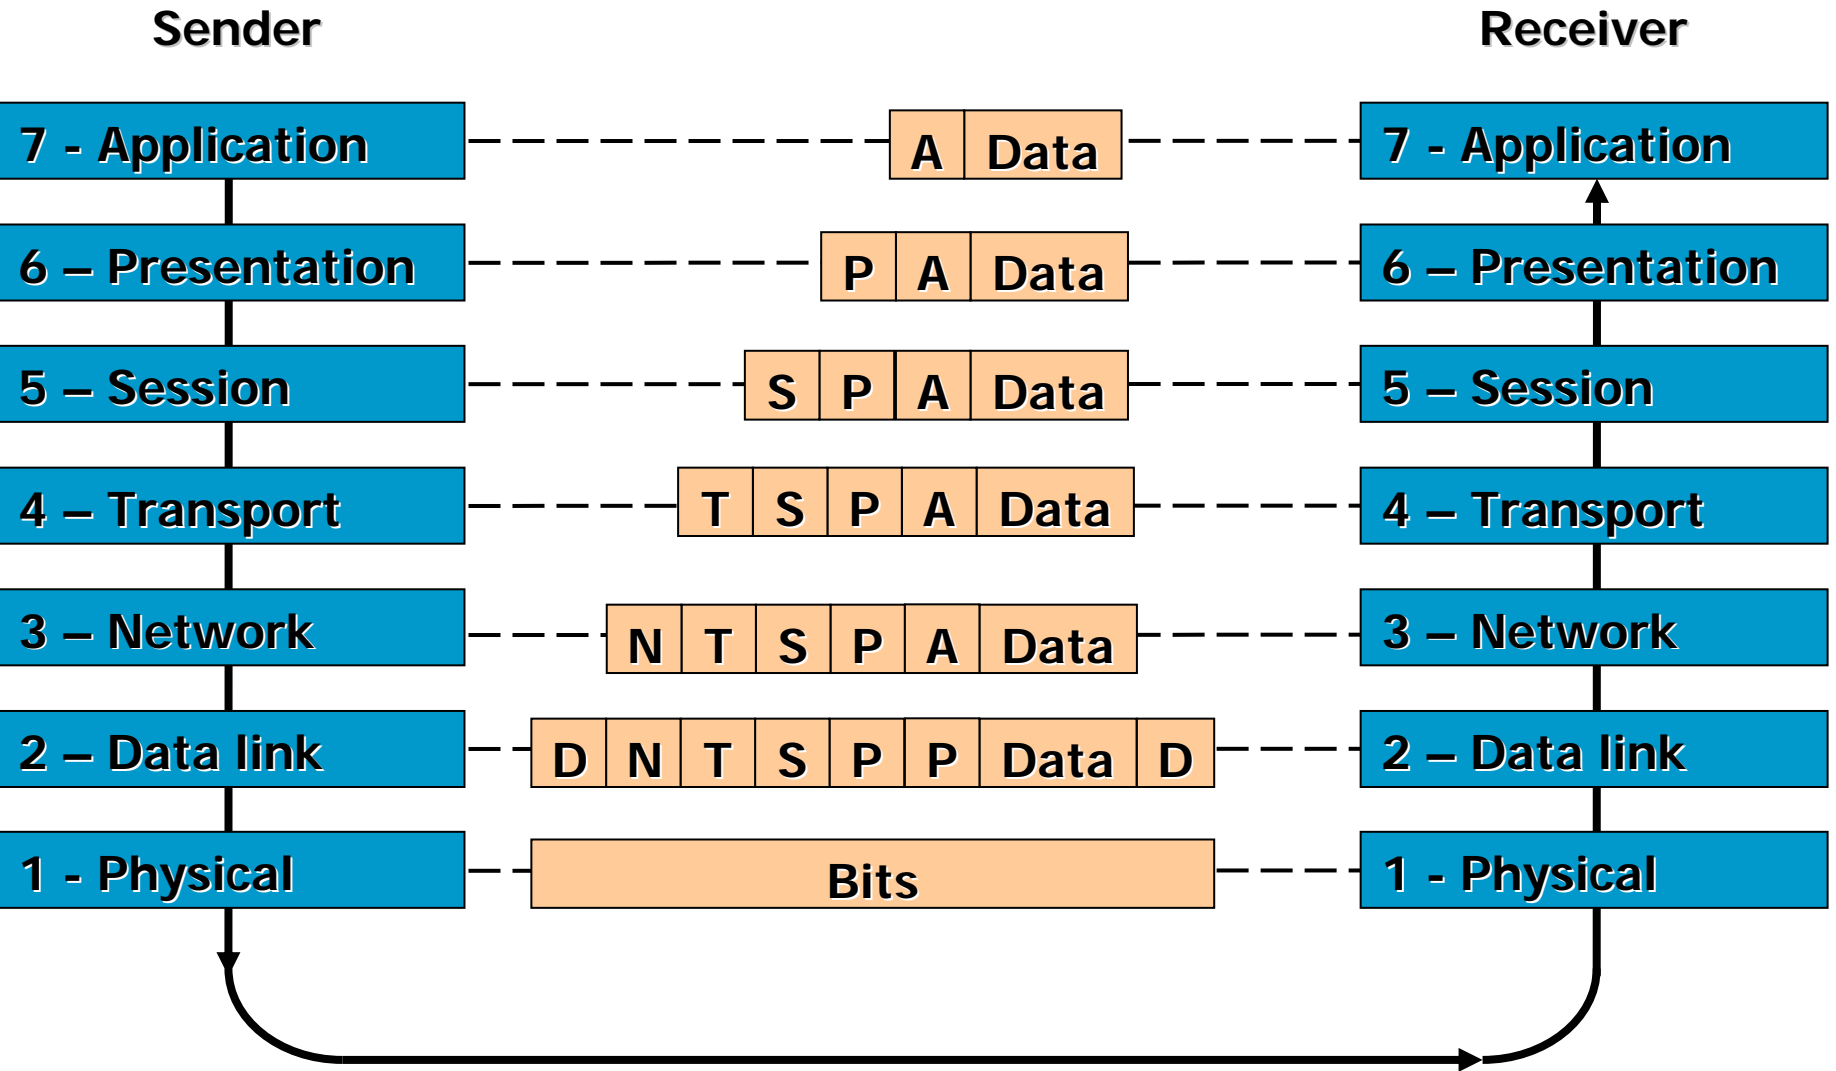 Sender Receiver
7 - Application A Data 7 - Application
6 – Presentation P A Data 6 – Presentation
5 – Session S P A Data 5 – Session
4 – Transport T S P A Data 4 – Transport
3 – Network N T S P A Data 3 – Network
2 – Data link D N T S P P Data D 2 – Data link
1 - Physical Bits 1 - Physical